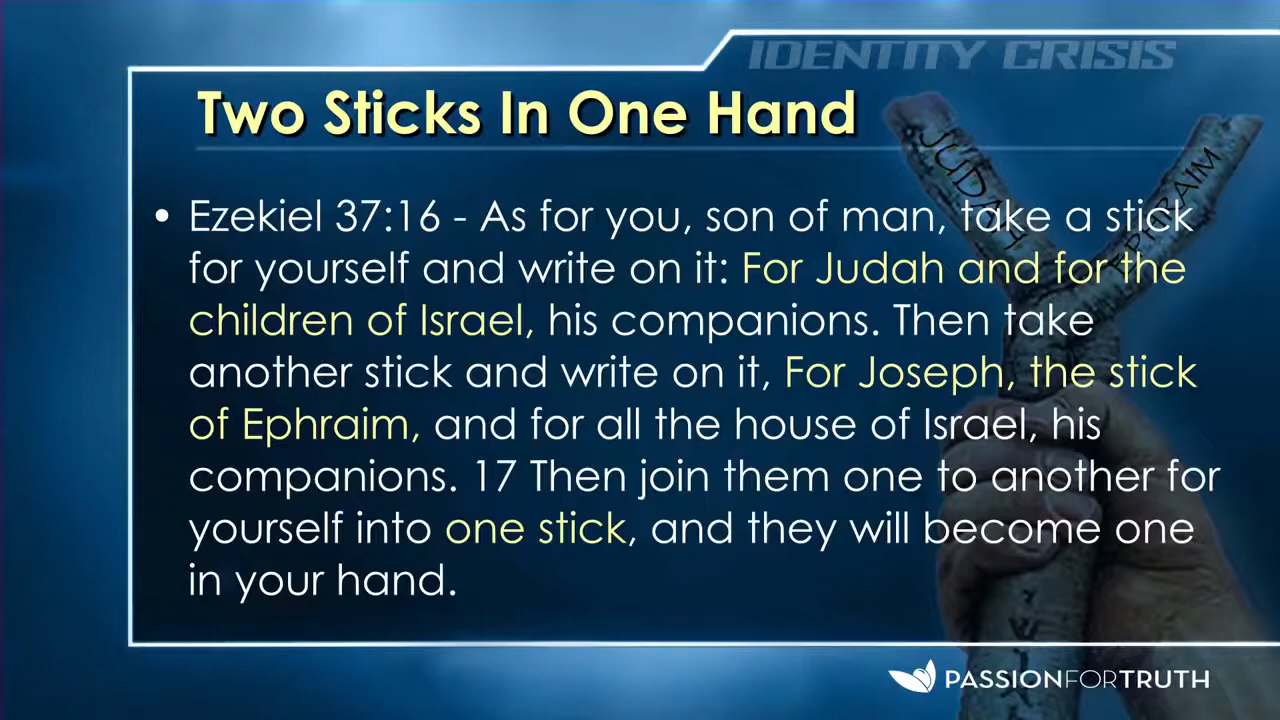 IDENTITY CRISIS
Two Sticks In One Hand
• Ezekiel 37:16 - As for you, son of man, take a stick
for yourself and write on it: For Judah and for the
children of Israel, his companions. Then take
another stick and write on it, For Joseph, the stick
of Ephraim, and for all the house of Israel, his
companions. 17 Then join them one to another for
yourself into one stick, and they will become one
in your hand.
JUDAH
EPHRAIM
PASSIONFORTRUTH